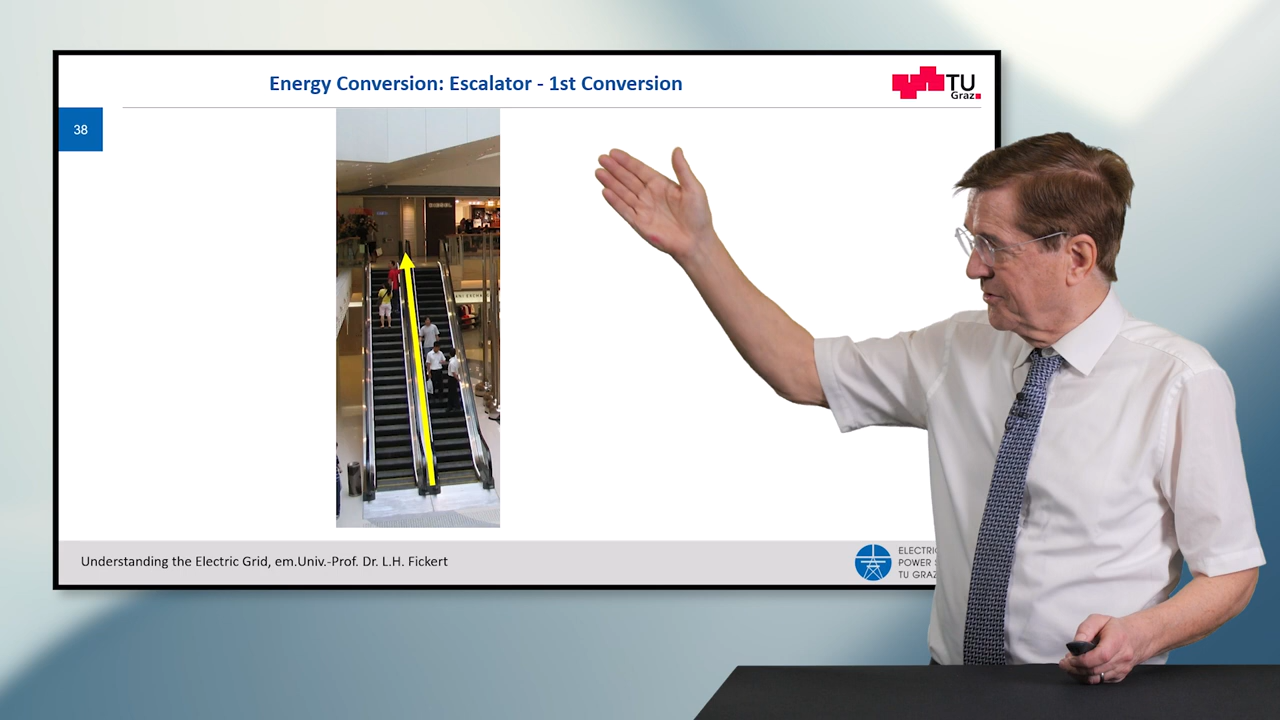 Energy Conversion: Escalator - 1st Conversion
TU
Graz
38
Understanding the Electric Grid, em.Univ.-Prof. Dr. L.H. Fickert
ELECTRIC
POWER S
TU GRAZ